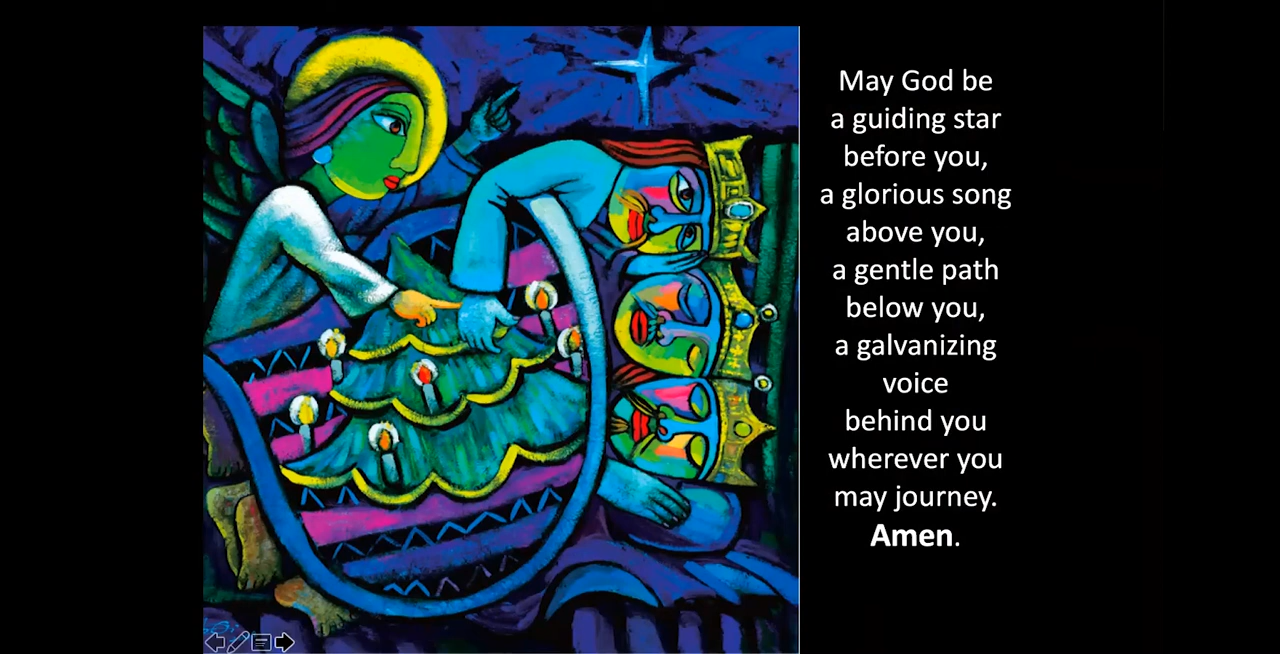 May God be
a guiding star
before you,
a glorious song
above you,
a gentle path
below you,
a galvanizing
voice
behind you
wherever you
may journey.
Amen.